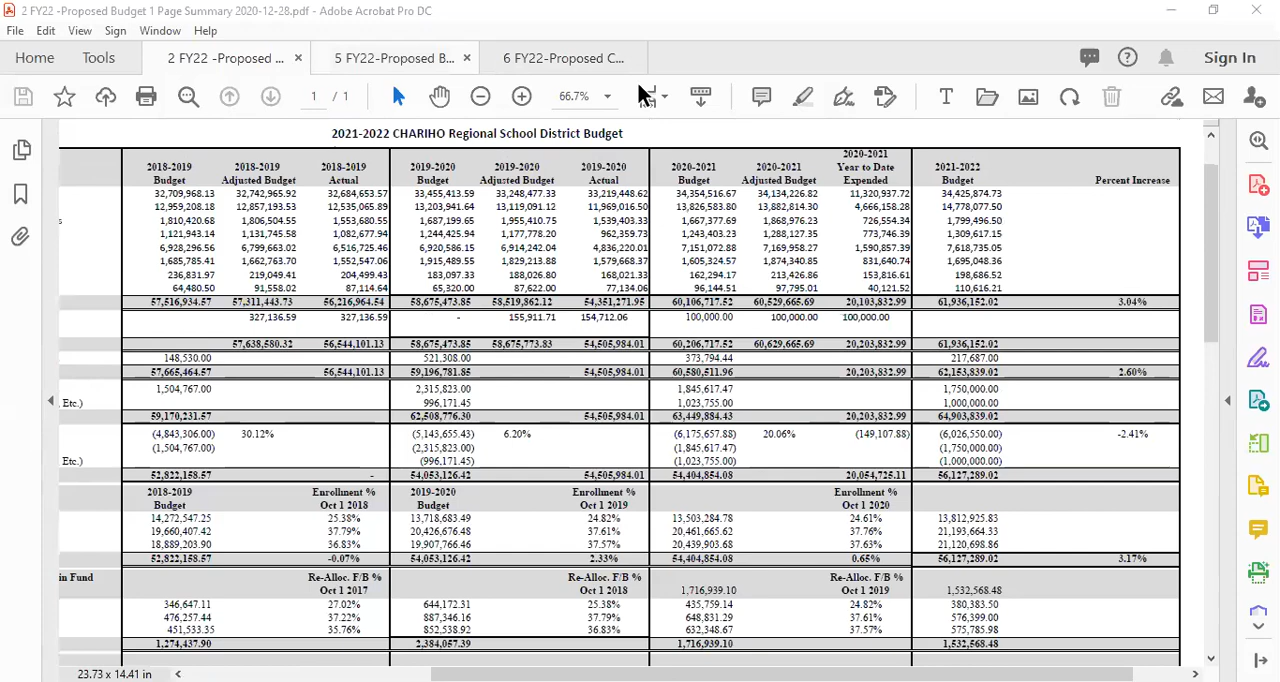 2 FY22 -Proposed Budget 1 Page Summary 2020-12-28.pdf - Adobe Acrobat Pro DC
File Edit View Sign Window Help
Home Tools 2 FY22 -Proposed ... × 5 FY22-Proposed B... × 6 FY22-Proposed C... Sign In
1 / 1 66.7%
2021-2022 CHARIHO Regional School District Budget
2018-2019 Budget 2018-2019 Adjusted Budget 2018-2019 Actual 2019-2020 Budget 2019-2020 Adjusted Budget 2019-2020 Actual 2020-2021 Budget 2020-2021 Adjusted Budget 2020-2021 Year to Date Expended 2021-2022 Budget Percent Increase
32,709,968.13 32,742,965.92 32,684,653.57 33,455,413.59 33,248,477.33 33,219,448.62 34,354,516.67 34,134,226.82 11,320,937.72 34,425,874.73
12,959,208.18 12,857,193.53 12,535,065.89 13,203,941.64 13,119,091.12 11,969,016.50 13,826,583.80 13,882,814.30 4,666,158.28 14,778,077.50
s 1,810,420.68 1,806,504.55 1,553,680.55 1,687,199.65 1,955,410.75 1,539,403.33 1,667,377.69 1,868,976.23 726,554.34 1,799,496.50
1,121,943.14 1,131,745.58 1,082,677.94 1,244,425.94 1,177,778.20 962,359.73 1,243,403.23 1,288,127.35 773,746.39 1,309,617.15
6,928,296.56 6,799,663.02 6,516,725.46 6,920,586.15 6,914,242.04 4,836,220.01 7,151,072.88 7,169,958.27 1,590,857.39 7,618,735.05
1,685,785.41 1,662,763.70 1,552,547.06 1,915,489.55 1,829,213.88 1,579,668.37 1,605,324.57 1,874,340.85 831,640.74 1,695,048.36
236,831.97 219,049.41 204,499.43 183,097.33 188,026.80 168,021.33 162,294.17 213,426.86 153,816.61 198,686.52
64,480.50 91,558.02 87,114.64 65,320.00 87,622.00 77,134.06 96,144.51 97,795.01 40,121.52 110,616.21
57,516,934.57 57,311,443.73 56,216,964.54 58,675,473.85 58,519,862.12 54,351,271.95 60,106,717.52 60,529,665.69 20,103,832.99 61,936,152.02 3.04%
327,136.59 327,136.59 - 155,911.71 154,712.06 100,000.00 100,000.00 100,000.00
57,638,580.32 56,544,101.13 58,675,473.85 58,675,773.83 54,505,984.01 60,206,717.52 60,629,665.69 20,203,832.99 61,936,152.02
148,530.00 521,308.00 373,794.44 217,687.00
57,665,464.57 56,544,101.13 59,196,781.85 54,505,984.01 60,580,511.96 20,203,832.99 62,153,839.02 2.60%
1,504,767.00 2,315,823.00 1,845,617.47 1,750,000.00
, Etc.) 996,171.45 1,023,755.00 1,000,000.00
59,170,231.57 62,508,776.30 54,505,984.01 63,449,884.43 20,203,832.99 64,903,839.02
(4,843,306.00) 30.12% (5,143,655.43) 6.20% (6,175,657.88) 20.06% (149,107.88) (6,026,550.00) -2.41%
(1,504,767.00) (2,315,823.00) (1,845,617.47) (1,750,000.00)
Etc.) (996,171.45) (1,023,755.00) (1,000,000.00)
52,822,158.57 - 54,053,126.42 54,505,984.01 54,404,854.08 20,054,725.11 56,127,289.02
2018-2019 Budget Enrollment % Oct 1 2018 2019-2020 Budget Enrollment % Oct 1 2019 Enrollment % Oct 1 2020
14,272,547.25 25.38% 13,718,683.49 24.82% 13,503,284.78 24.61% 13,812,925.83
19,660,407.42 37.79% 20,426,676.48 37.61% 20,461,665.62 37.76% 21,193,664.33
18,889,203.90 36.83% 19,907,766.46 37.57% 20,439,903.68 37.63% 21,120,698.86
52,822,158.57 -0.07% 54,053,126.42 2.33% 54,404,854.08 0.65% 56,127,289.02 3.17%
in Fund Re-Alloc. F/B % Oct 1 2017 Re-Alloc. F/B % Oct 1 2018 1,716,939.10 Re-Alloc. F/B % Oct 1 2019 1,532,568.48
346,647.11 27.02% 644,172.31 25.38% 435,759.14 24.82% 380,383.50
476,257.44 37.22% 887,346.16 37.79% 648,831.29 37.61% 576,399.00
451,533.35 35.76% 852,538.92 36.83% 632,348.67 37.57% 575,785.98
1,274,437.90 2,384,057.39 1,716,939.10 1,532,568.48
23.73 x 14.41 in